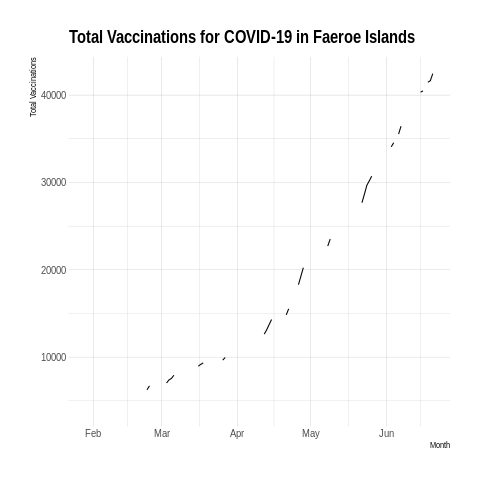 Total Vaccinations for COVID-19 in Faeroe Islands
Total Vaccinations
40000
30000
20000
10000
Feb Mar Apr May Jun
Month